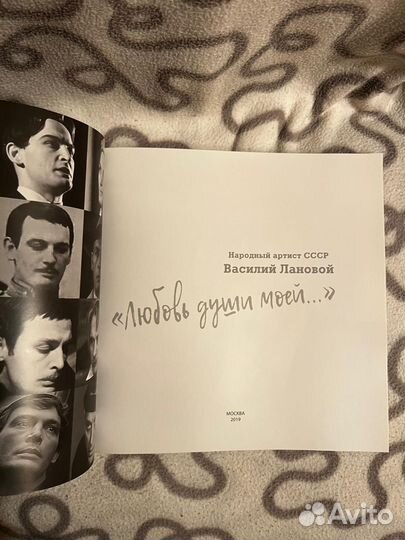 Народный артист СССР
Василий Лановой
«Любовь души моей...»
МОСКВА
2019
Avito